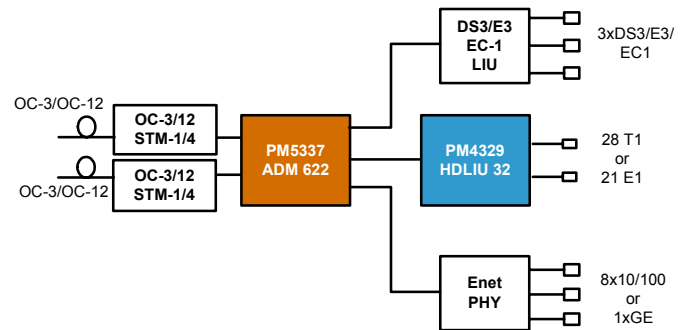 OC-3/OC-12
OC-3/OC-12
OC-3/12
STM-1/4
OC-3/12
STM-1/4
PM5337
ADM 622
DS3/E3
EC-1
LIU
3xDS3/E3/
EC1
PM4329
HDLIU 32
28 T1
or
21 E1
Enet
PHY
8x10/100
or
1xGE